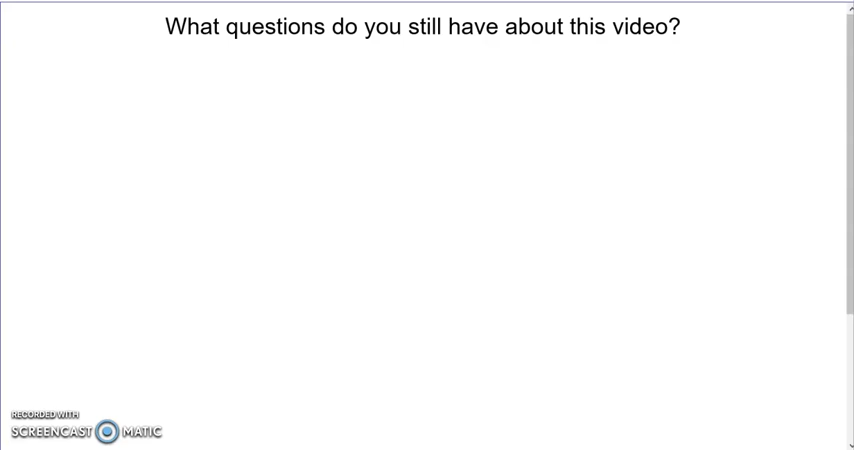 What questions do you still have about this video?
RECORDED WITH
SCREENCAST MATIC